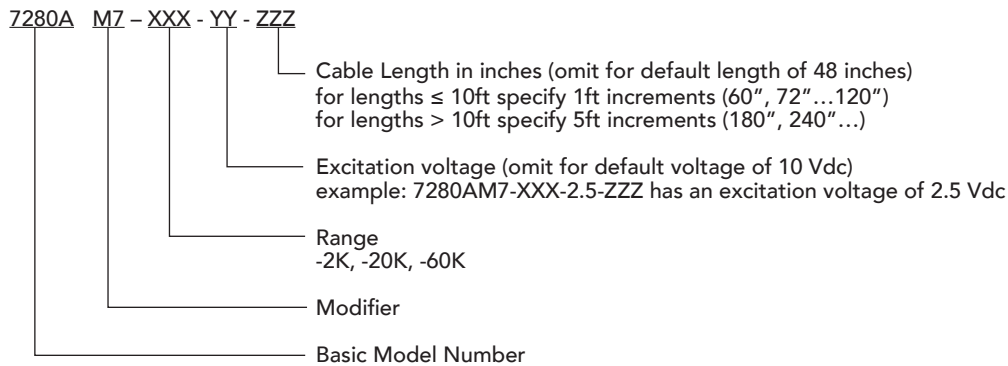 7280A M7 – XXX - YY - ZZZ
Cable Length in inches (omit for default length of 48 inches)
for lengths ≤ 10ft specify 1ft increments (60”, 72”…120”)
for lengths > 10ft specify 5ft increments (180”, 240”…)
Excitation voltage (omit for default voltage of 10 Vdc)
example: 7280AM7-XXX-2.5-ZZZ has an excitation voltage of 2.5 Vdc
Range
-2K, -20K, -60K
Modifier
Basic Model Number